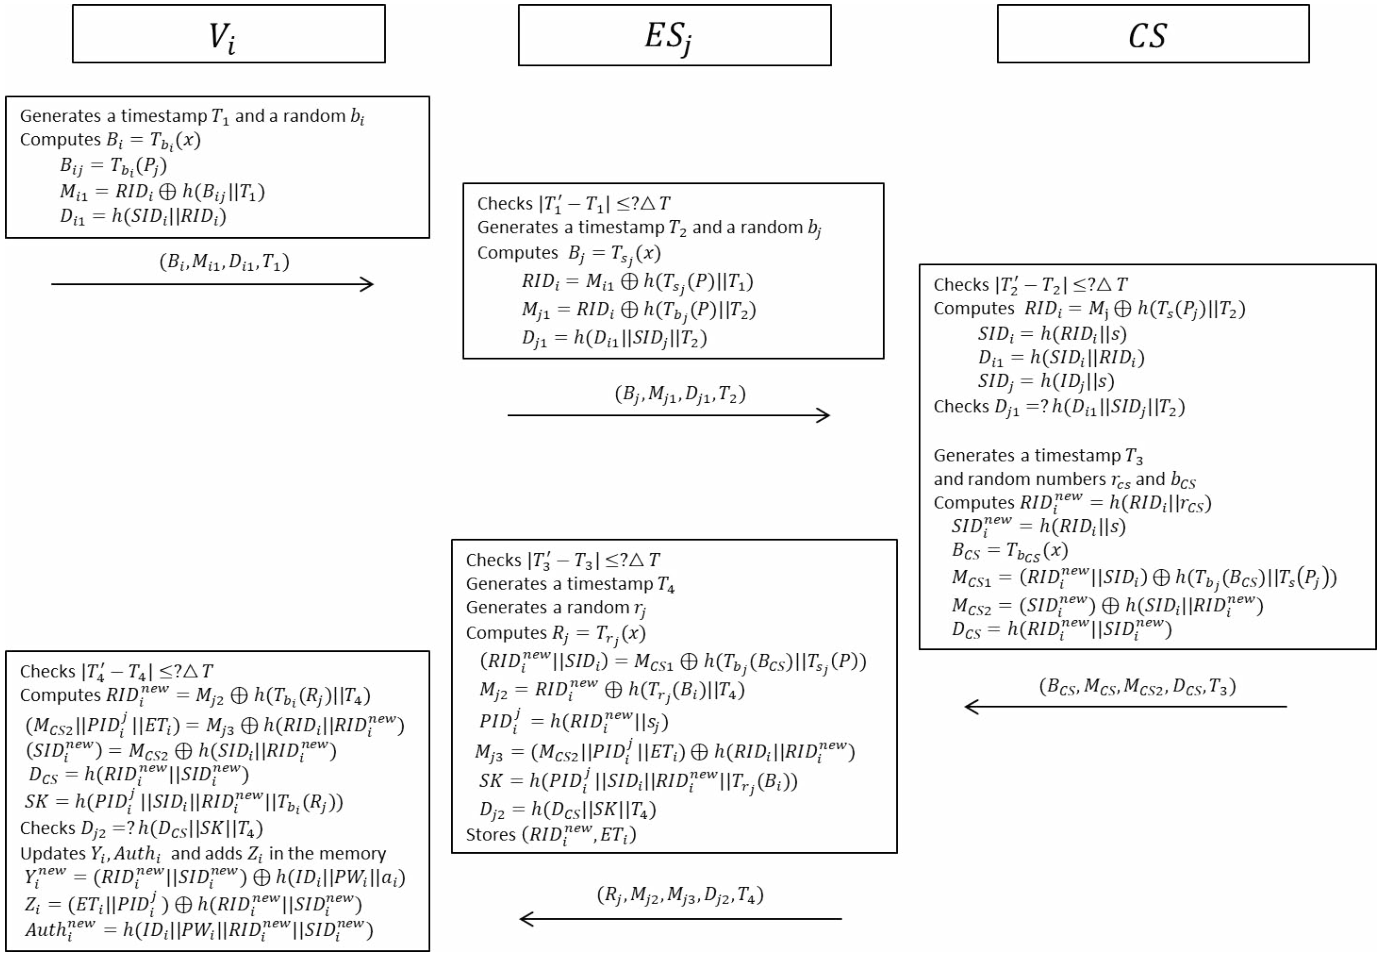 V_i
ES_j
CS
Generates a timestamp T_1 and a random b_i
Computes B_i = T_{b_i}(x)
B_{ij} = T_{b_i}(P_j)
M_{i1} = RID_i ⊕ h(B_{ij}||T_1)
D_{i1} = h(SID_i||RID_i)
(B_i, M_{i1}, D_{i1}, T_1)
Checks |T_1' − T_1| ≤? △ T
Generates a timestamp T_2 and a random b_j
Computes B_j = T_{s_j}(x)
RID_i = M_{i1} ⊕ h(T_{s_j}(P)||T_1)
M_{j1} = RID_i ⊕ h(T_{b_j}(P)||T_2)
D_{j1} = h(D_{i1}||SID_j||T_2)
(B_j, M_{j1}, D_{j1}, T_2)
Checks |T_2' − T_2| ≤? △ T
Computes RID_i = M_j ⊕ h(T_s(P_j)||T_2)
SID_i = h(RID_i||s)
D_{i1} = h(SID_i||RID_i)
SID_j = h(ID_j||s)
Checks D_{j1} =? h(D_{i1}||SID_j||T_2)
Generates a timestamp T_3
and random numbers r_{cs} and b_{CS}
Computes RID_i^{new} = h(RID_i||r_{CS})
SID_i^{new} = h(RID_i||s)
B_{CS} = T_{b_{CS}}(x)
M_{CS1} = (RID_i^{new}||SID_i) ⊕ h(T_{b_j}(B_{CS})||T_s(P_j))
M_{CS2} = (SID_i^{new}) ⊕ h(SID_i||RID_i^{new})
D_{CS} = h(RID_i^{new}||SID_i^{new})
(B_{CS}, M_{CS}, M_{CS2}, D_{CS}, T_3)
Checks |T_3' − T_3| ≤? △ T
Generates a timestamp T_4
Generates a random r_j
Computes R_j = T_{r_j}(x)
(RID_i^{new}||SID_i) = M_{CS1} ⊕ h(T_{b_j}(B_{CS})||T_{s_j}(P))
M_{j2} = RID_i^{new} ⊕ h(T_{r_j}(B_i)||T_4)
PID_i^j = h(RID_i^{new}||s_j)
M_{j3} = (M_{CS2}||PID_i^j||ET_i) ⊕ h(RID_i||RID_i^{new})
SK = h(PID_i^j||SID_i||RID_i^{new}||T_{r_j}(B_i))
D_{j2} = h(D_{CS}||SK||T_4)
Stores (RID_i^{new}, ET_i)
(R_j, M_{j2}, M_{j3}, D_{j2}, T_4)
Checks |T_4' − T_4| ≤? △ T
Computes RID_i^{new} = M_{j2} ⊕ h(T_{b_i}(R_j)||T_4)
(M_{CS2}||PID_i^j||ET_i) = M_{j3} ⊕ h(RID_i||RID_i^{new})
(SID_i^{new}) = M_{CS2} ⊕ h(SID_i||RID_i^{new})
D_{CS} = h(RID_i^{new}||SID_i^{new})
SK = h(PID_i^j||SID_i||RID_i^{new}||T_{b_i}(R_j))
Checks D_{j2} =? h(D_{CS}||SK||T_4)
Updates Y_i, Auth_i and adds Z_i in the memory
Y_i^{new} = (RID_i^{new}||SID_i^{new}) ⊕ h(ID_i||PW_i||a_i)
Z_i = (ET_i||PID_i^j) ⊕ h(RID_i^{new}||SID_i^{new})
Auth_i^{new} = h(ID_i||PW_i||RID_i^{new}||SID_i^{new})